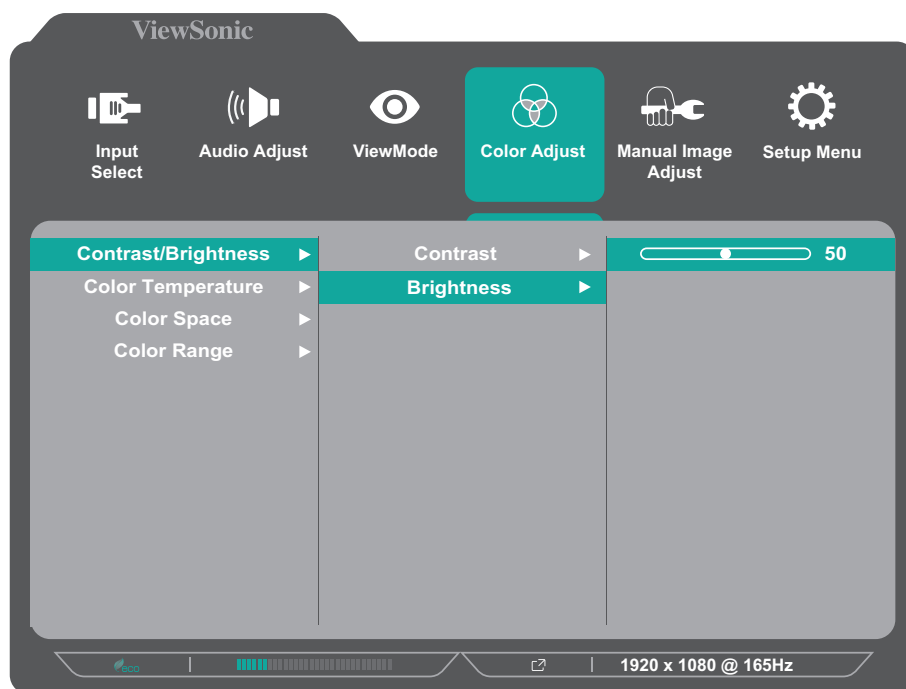 ViewSonic
Input
Select
Audio Adjust
ViewMode
Color Adjust
Manual Image
Adjust
Setup Menu
Contrast/Brightness
Contrast
50
Color Temperature
Brightness
Color Space
Color Range
eco
1920 x 1080 @ 165Hz